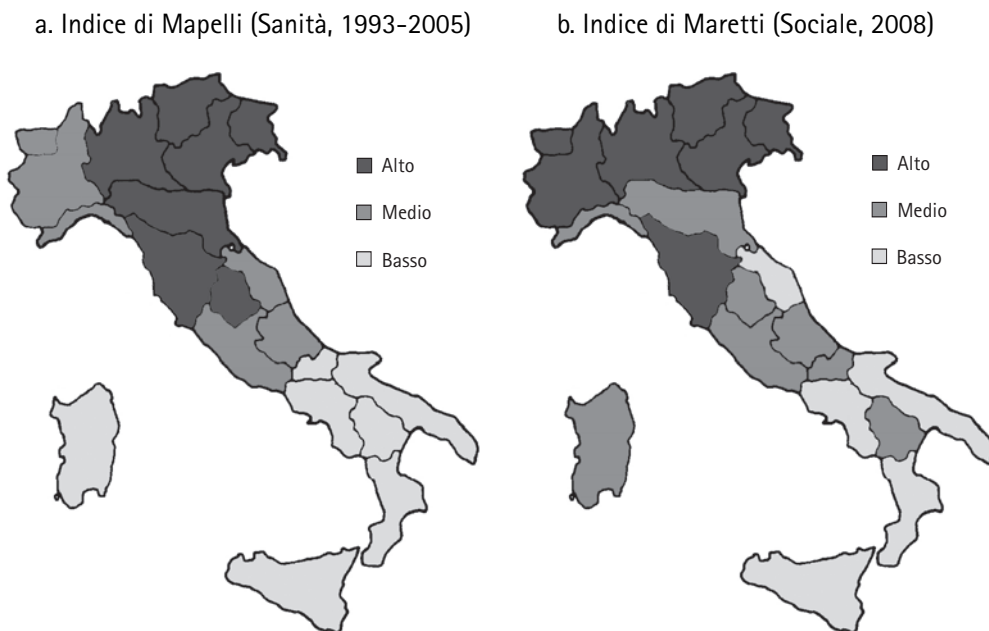 a. Indice di Mapelli (Sanità, 1993-2005)
b. Indice di Maretti (Sociale, 2008)
Alto
Medio
Basso
Alto
Medio
Basso